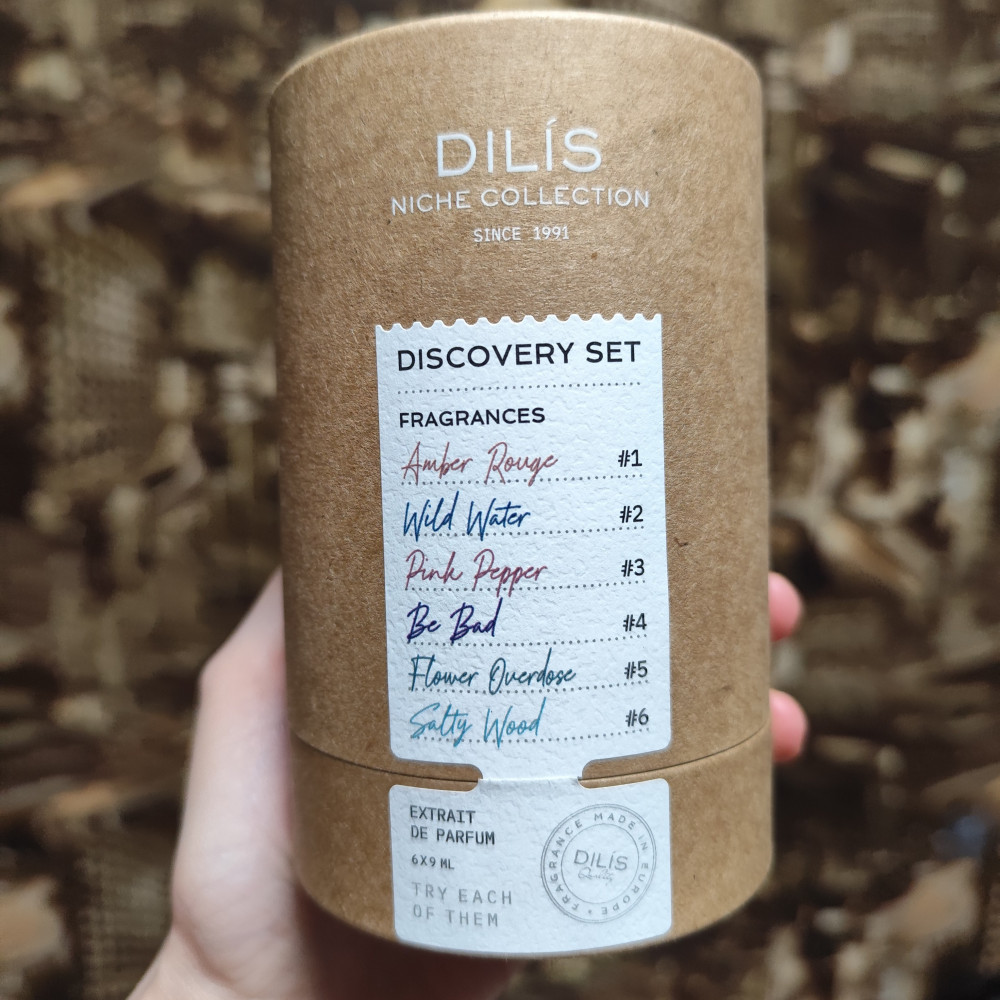 DILÍS
NICHE COLLECTION
SINCE 1991
DISCOVERY SET
FRAGRANCES
Amber Rouge #1
Wild Water #2
Pink Pepper #3
Be Bad #4
Flower Overdose #5
Salty Wood #6
EXTRAIT
DE PARFUM
6X9 ML
TRY EACH
OF THEM
FRAGRANCE MADE IN EUROPE
DILÍS
Quality